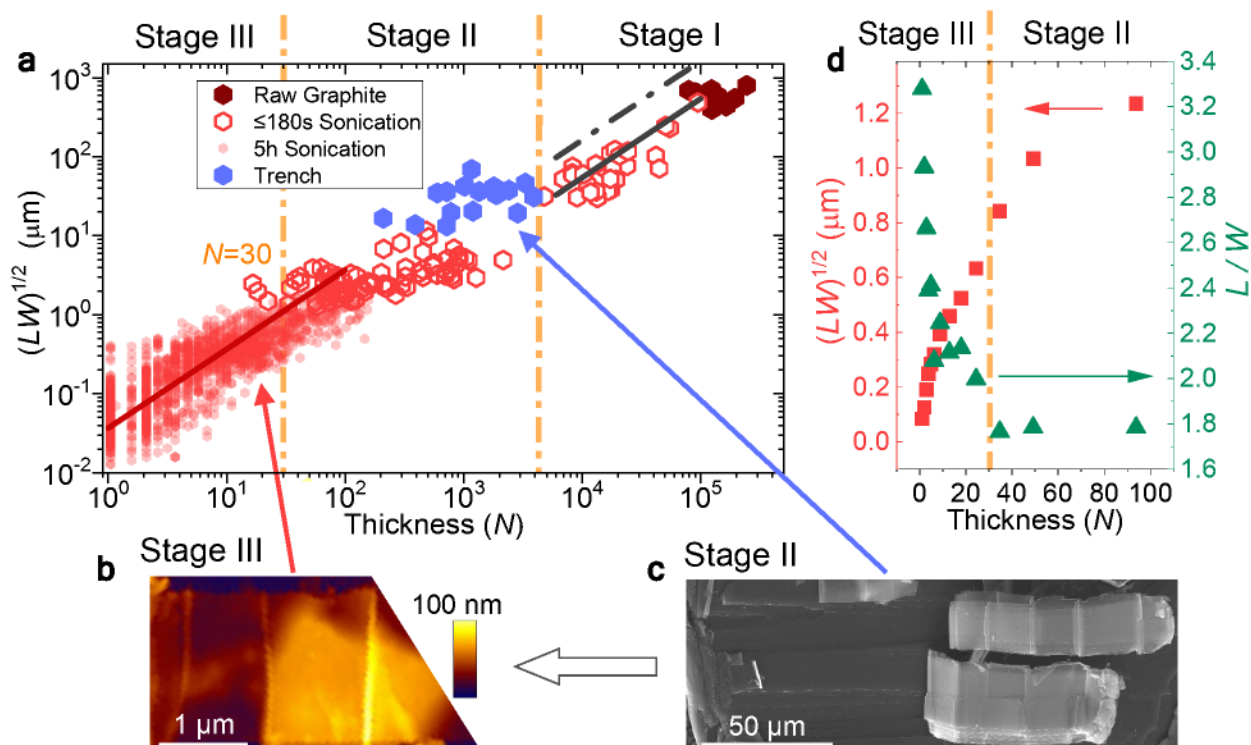 Stage III Stage II Stage I
a
10³
10²
10¹
10⁰
10⁻¹
10⁻²
(LW)^1/2 (μm)
Raw Graphite
≤180s Sonication
5h Sonication
Trench
N=30
10⁰ 10¹ 10² 10³ 10⁴ 10⁵
Thickness (N)
d
Stage III Stage II
1.2
1.0
0.8
0.6
0.4
0.2
0.0
(LW)^1/2 (μm)
3.4
3.2
3.0
2.8
2.6
2.4
2.2
2.0
1.8
1.6
L / W
0 20 40 60 80 100
Thickness (N)
b
Stage III
100 nm
1 μm
c
Stage II
50 μm